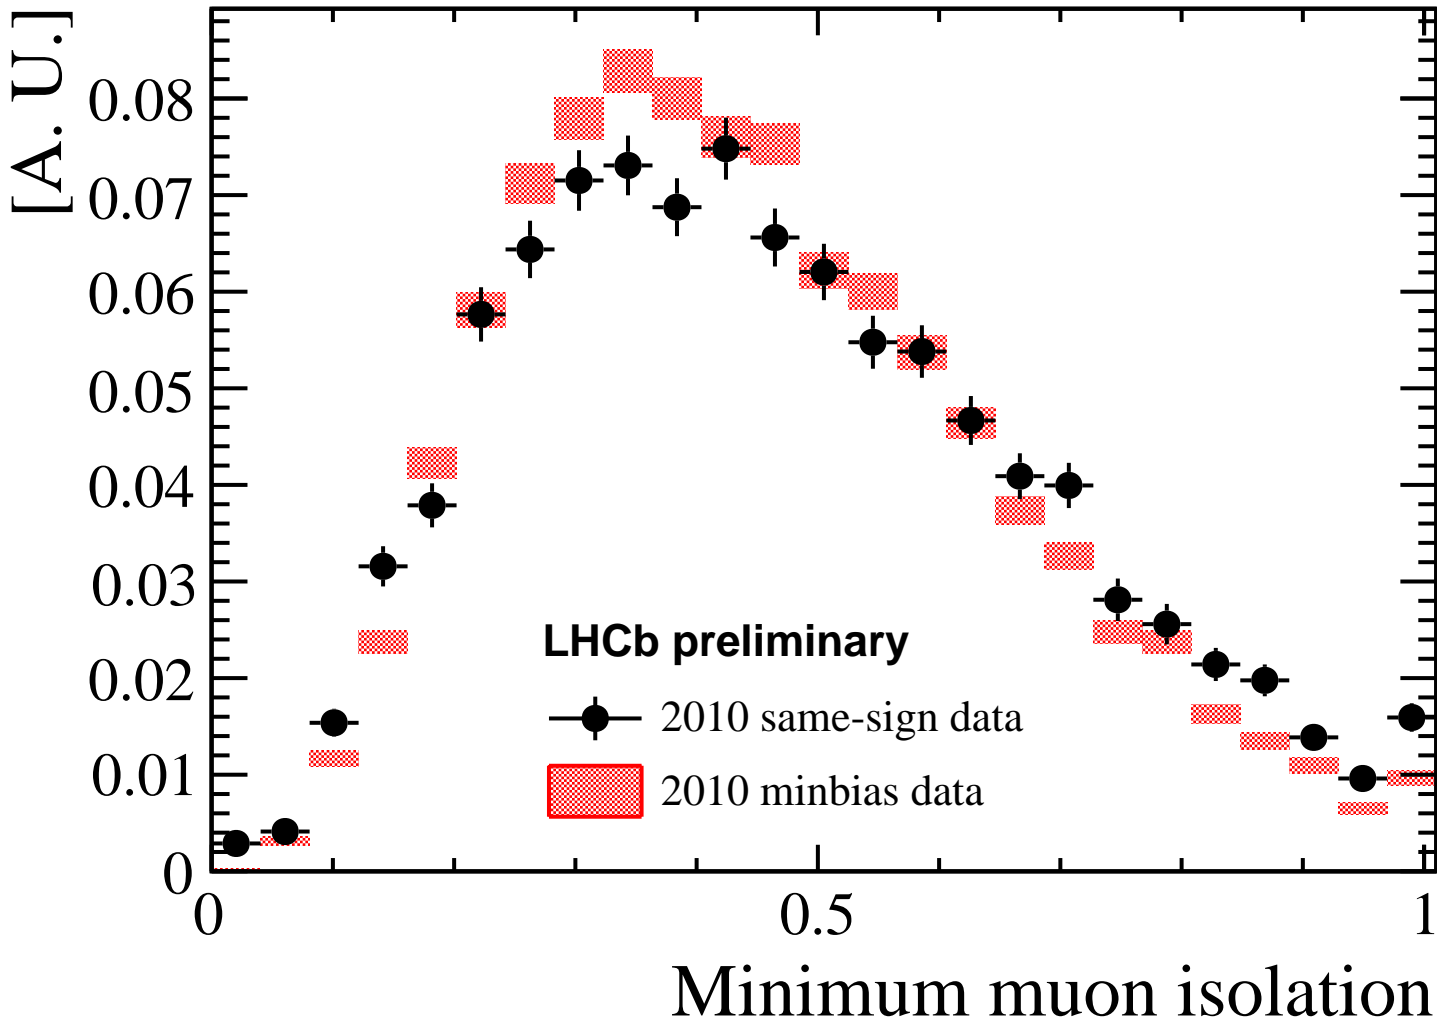 [A. U.]
0.08
0.07
0.06
0.05
0.04
0.03
0.02
0.01
0
LHCb preliminary
2010 same-sign data
2010 minbias data
0 0.5 1
Minimum muon isolation